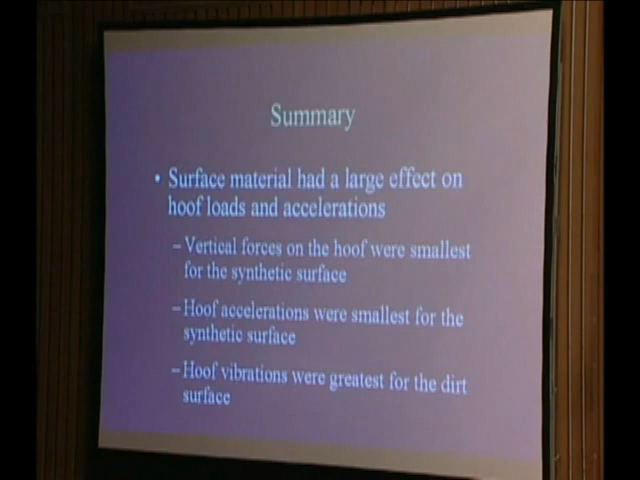 Summary
• Surface material had a large effect on
hoof loads and accelerations
– Vertical forces on the hoof were smallest
for the synthetic surface
– Hoof accelerations were smallest for the
synthetic surface
– Hoof vibrations were greatest for the dirt
surface